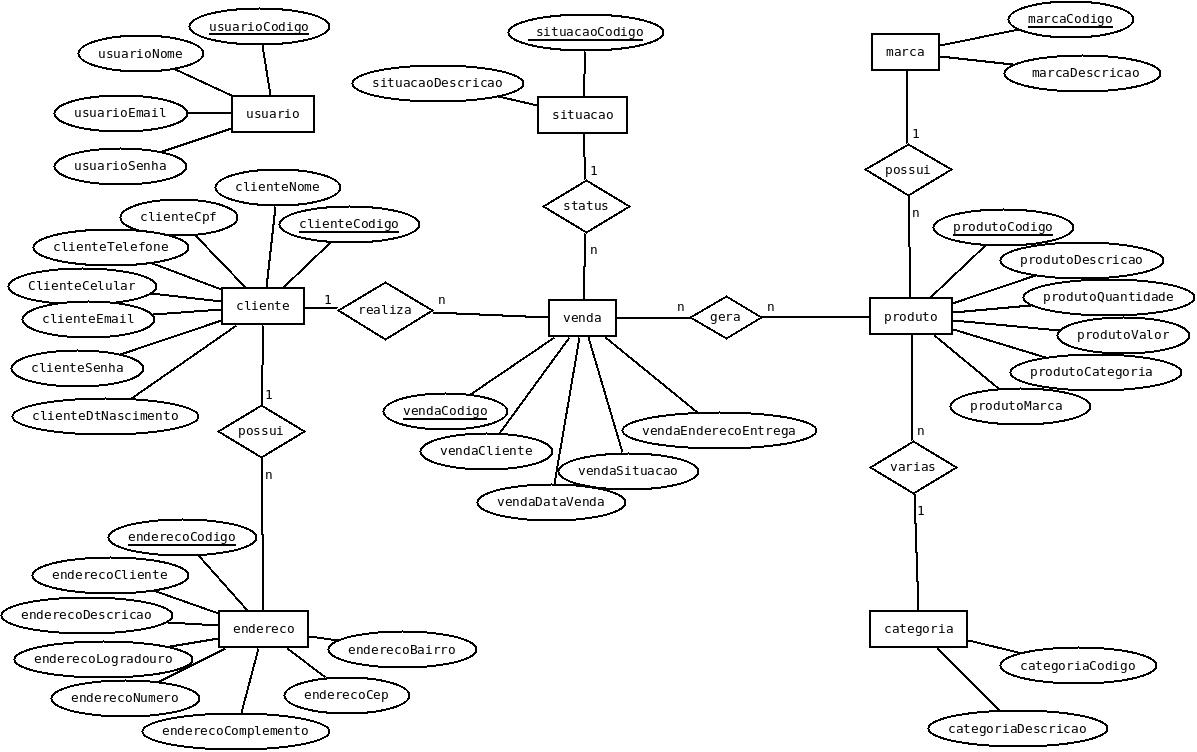 marcaCodigo
usuarioCodigo
situacaoCodigo
usuarioNome
marca
marcaDescricao
situacaoDescricao
usuarioEmail
usuario
situacao
1
usuarioSenha
possui
1
clienteNome
status
n
clienteCpf
clienteCodigo
produtoCodigo
clienteTelefone
n
produtoDescricao
ClienteCelular
produtoQuantidade
cliente
1
realiza
n
venda
n
gera
n
produto
clienteEmail
produtoValor
clienteSenha
produtoCategoria
1
produtoMarca
clienteDtNascimento
vendaCodigo
possui
vendaEnderecoEntrega
n
vendaCliente
varias
n
vendaSituacao
vendaDataVenda
1
enderecoCodigo
enderecoCliente
enderecoDescricao
endereco
categoria
enderecoBairro
enderecoLogradouro
categoriaCodigo
enderecoNumero
enderecoCep
enderecoComplemento
categoriaDescricao